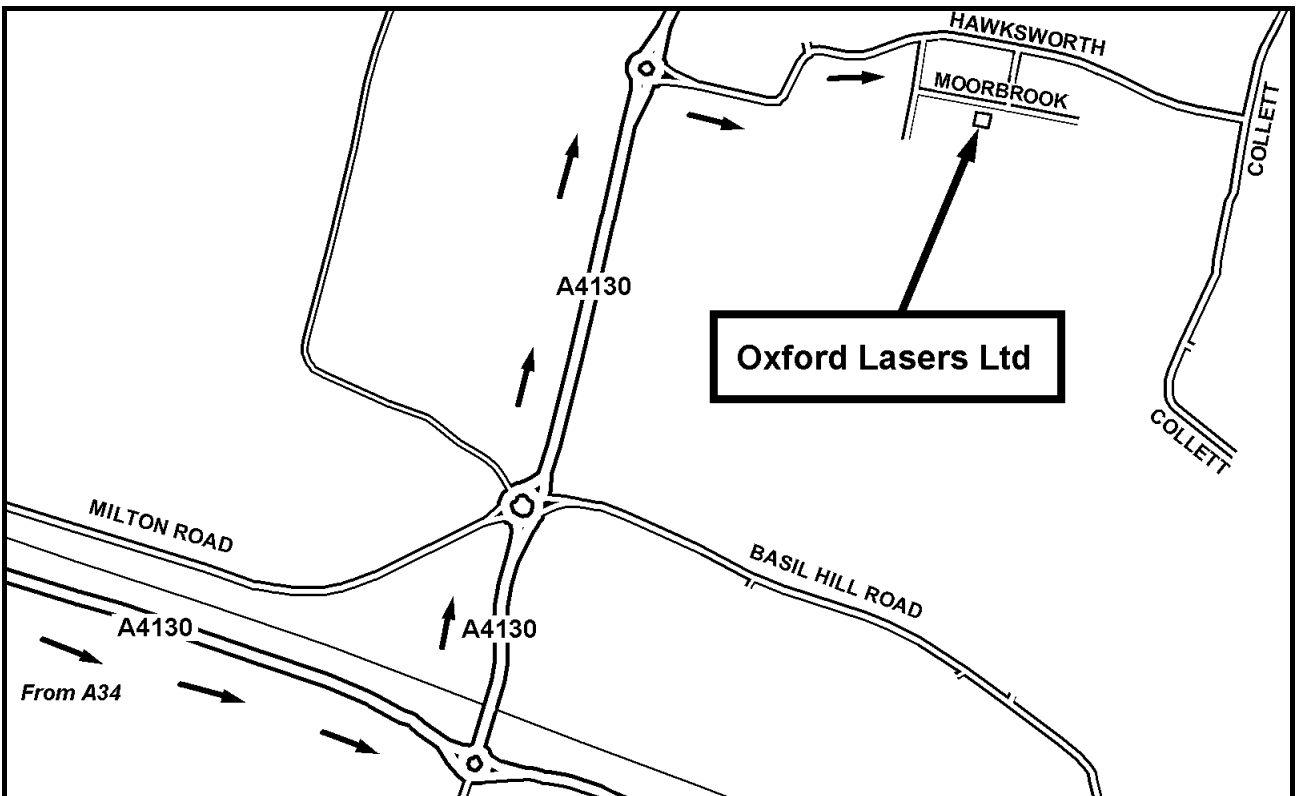 HAWKSWORTH
MOORBROOK
COLLETT
A4130
Oxford Lasers Ltd
COLLETT
MILTON ROAD
BASIL HILL ROAD
A4130
A4130
From A34